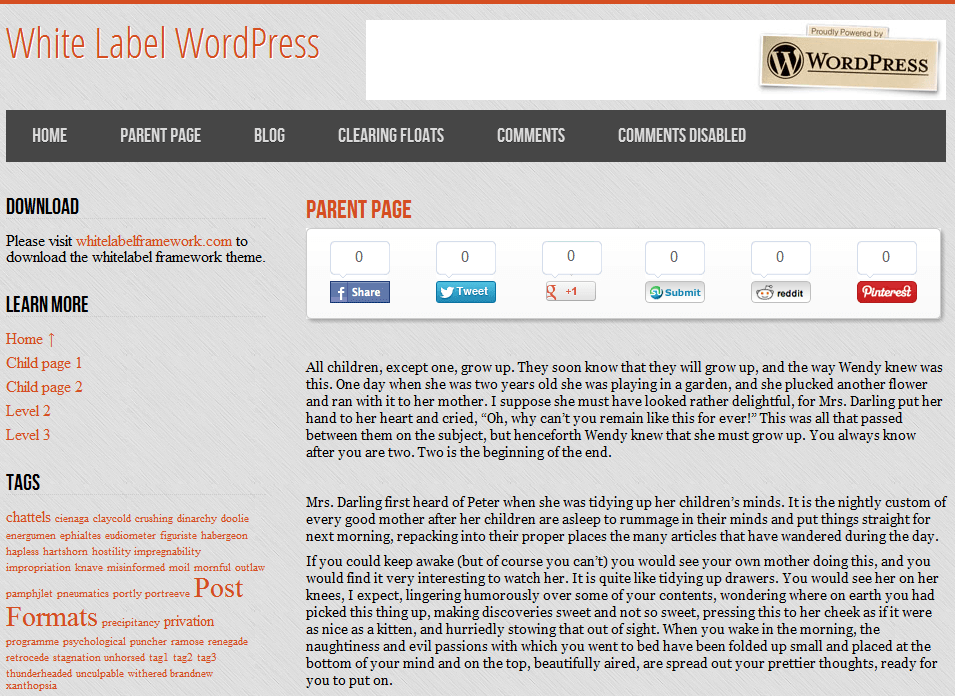 White Label WordPress
Proudly Powered by
WORDPRESS
HOME PARENT PAGE BLOG CLEARING FLOATS COMMENTS COMMENTS DISABLED
DOWNLOAD
Please visit whitelabelframework.com to
download the whitelabel framework theme.
LEARN MORE
Home ↑
Child page 1
Child page 2
Level 2
Level 3
TAGS
chattels cienaga claycold crushing dinarchy doolie
energumen ephialtes eudiometer figuriste habergeon
hapless hartshorn hostility impregnability
impropriation knave misinformed moil mornful outlaw
pamphjlet pneumatics portly portreeve Post
Formats precipitancy privation
programme psychological puncher ramose renegade
retrocede stagnation unhorsed tag1 tag2 tag3
thunderheaded unculpable withered brandnew
xanthopsia
PARENT PAGE
0 0 0 0 0 0
f Share Tweet g +1 Submit reddit Pinterest
All children, except one, grow up. They soon know that they will grow up, and the way Wendy knew was
this. One day when she was two years old she was playing in a garden, and she plucked another flower
and ran with it to her mother. I suppose she must have looked rather delightful, for Mrs. Darling put her
hand to her heart and cried, “Oh, why can’t you remain like this for ever!” This was all that passed
between them on the subject, but henceforth Wendy knew that she must grow up. You always know
after you are two. Two is the beginning of the end.
Mrs. Darling first heard of Peter when she was tidying up her children’s minds. It is the nightly custom of
every good mother after her children are asleep to rummage in their minds and put things straight for
next morning, repacking into their proper places the many articles that have wandered during the day.
If you could keep awake (but of course you can’t) you would see your own mother doing this, and you
would find it very interesting to watch her. It is quite like tidying up drawers. You would see her on her
knees, I expect, lingering humorously over some of your contents, wondering where on earth you had
picked this thing up, making discoveries sweet and not so sweet, pressing this to her cheek as if it were
as nice as a kitten, and hurriedly stowing that out of sight. When you wake in the morning, the
naughtiness and evil passions with which you went to bed have been folded up small and placed at the
bottom of your mind and on the top, beautifully aired, are spread out your prettier thoughts, ready for
you to put on.